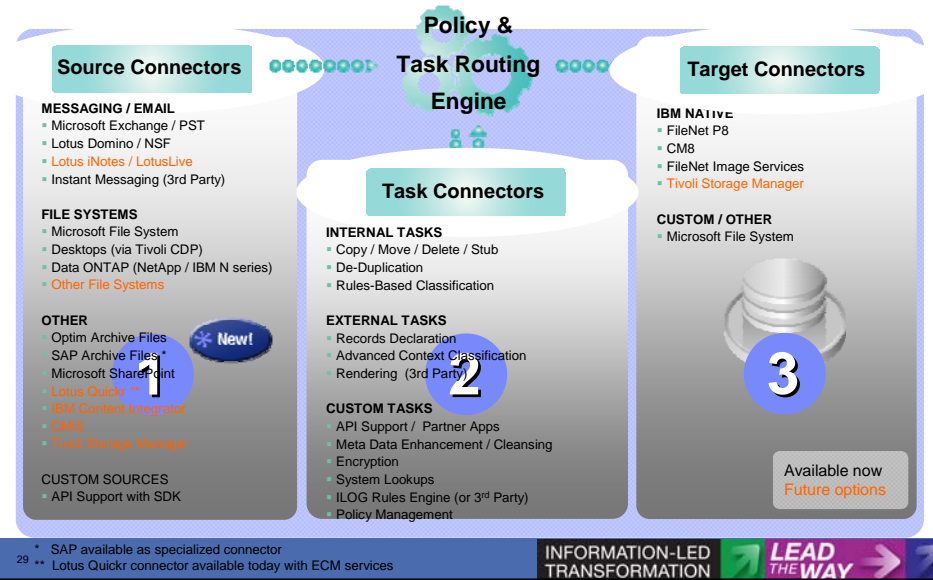 Policy &
Task Routing
Engine
Source Connectors
MESSAGING / EMAIL
Microsoft Exchange / PST
Lotus Domino / NSF
Lotus iNotes / LotusLive
Instant Messaging (3rd Party)
FILE SYSTEMS
Microsoft File System
Desktops (via Tivoli CDP)
Data ONTAP (NetApp / IBM N series)
Other File Systems
OTHER
Optim Archive Files
SAP Archive Files *
Microsoft SharePoint
Lotus Quickr **
IBM Content Integrator
CMIS
Tivoli Storage Manager
CUSTOM SOURCES
API Support with SDK
New!
1
Task Connectors
INTERNAL TASKS
Copy / Move / Delete / Stub
De-Duplication
Rules-Based Classification
EXTERNAL TASKS
Records Declaration
Advanced Context Classification
Rendering (3rd Party)
CUSTOM TASKS
API Support / Partner Apps
Meta Data Enhancement / Cleansing
Encryption
System Lookups
ILOG Rules Engine (or 3rd Party)
Policy Management
2
Target Connectors
IBM NATIVE
FileNet P8
CM8
FileNet Image Services
Tivoli Storage Manager
CUSTOM / OTHER
Microsoft File System
3
Available now
Future options
* SAP available as specialized connector
29 ** Lotus Quickr connector available today with ECM services
INFORMATION-LED
TRANSFORMATION
LEAD
THE WAY